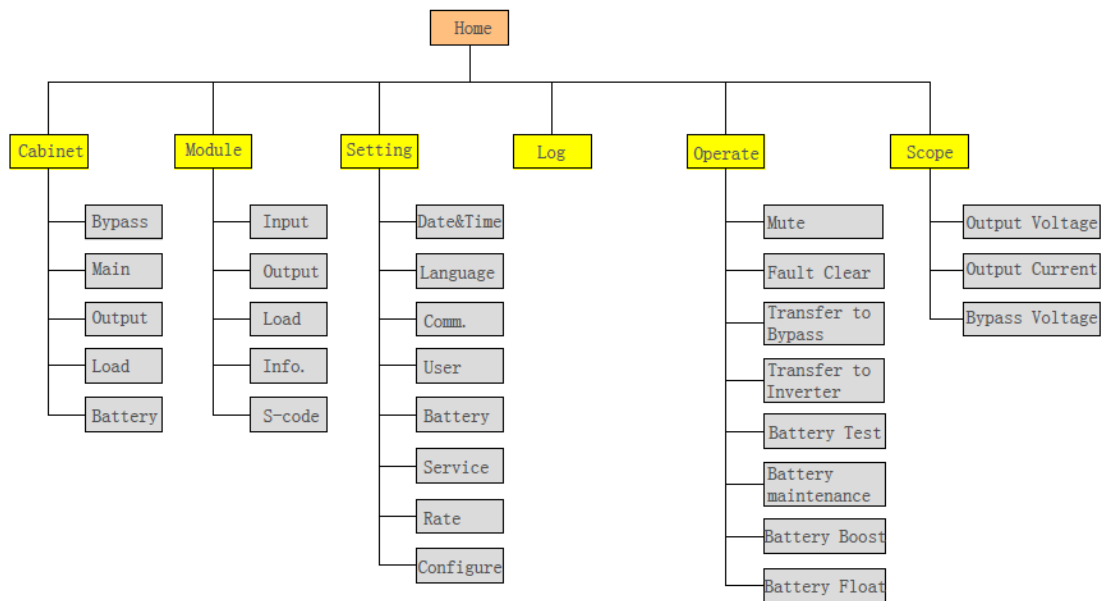 Home
Cabinet
Module
Setting
Log
Operate
Scope
Bypass
Main
Output
Load
Battery
Input
Output
Load
Info.
S-code
Date&Time
Language
Comm.
User
Battery
Service
Rate
Configure
Mute
Fault Clear
Transfer to
Bypass
Transfer to
Inverter
Battery Test
Battery
maintenance
Battery Boost
Battery Float
Output Voltage
Output Current
Bypass Voltage